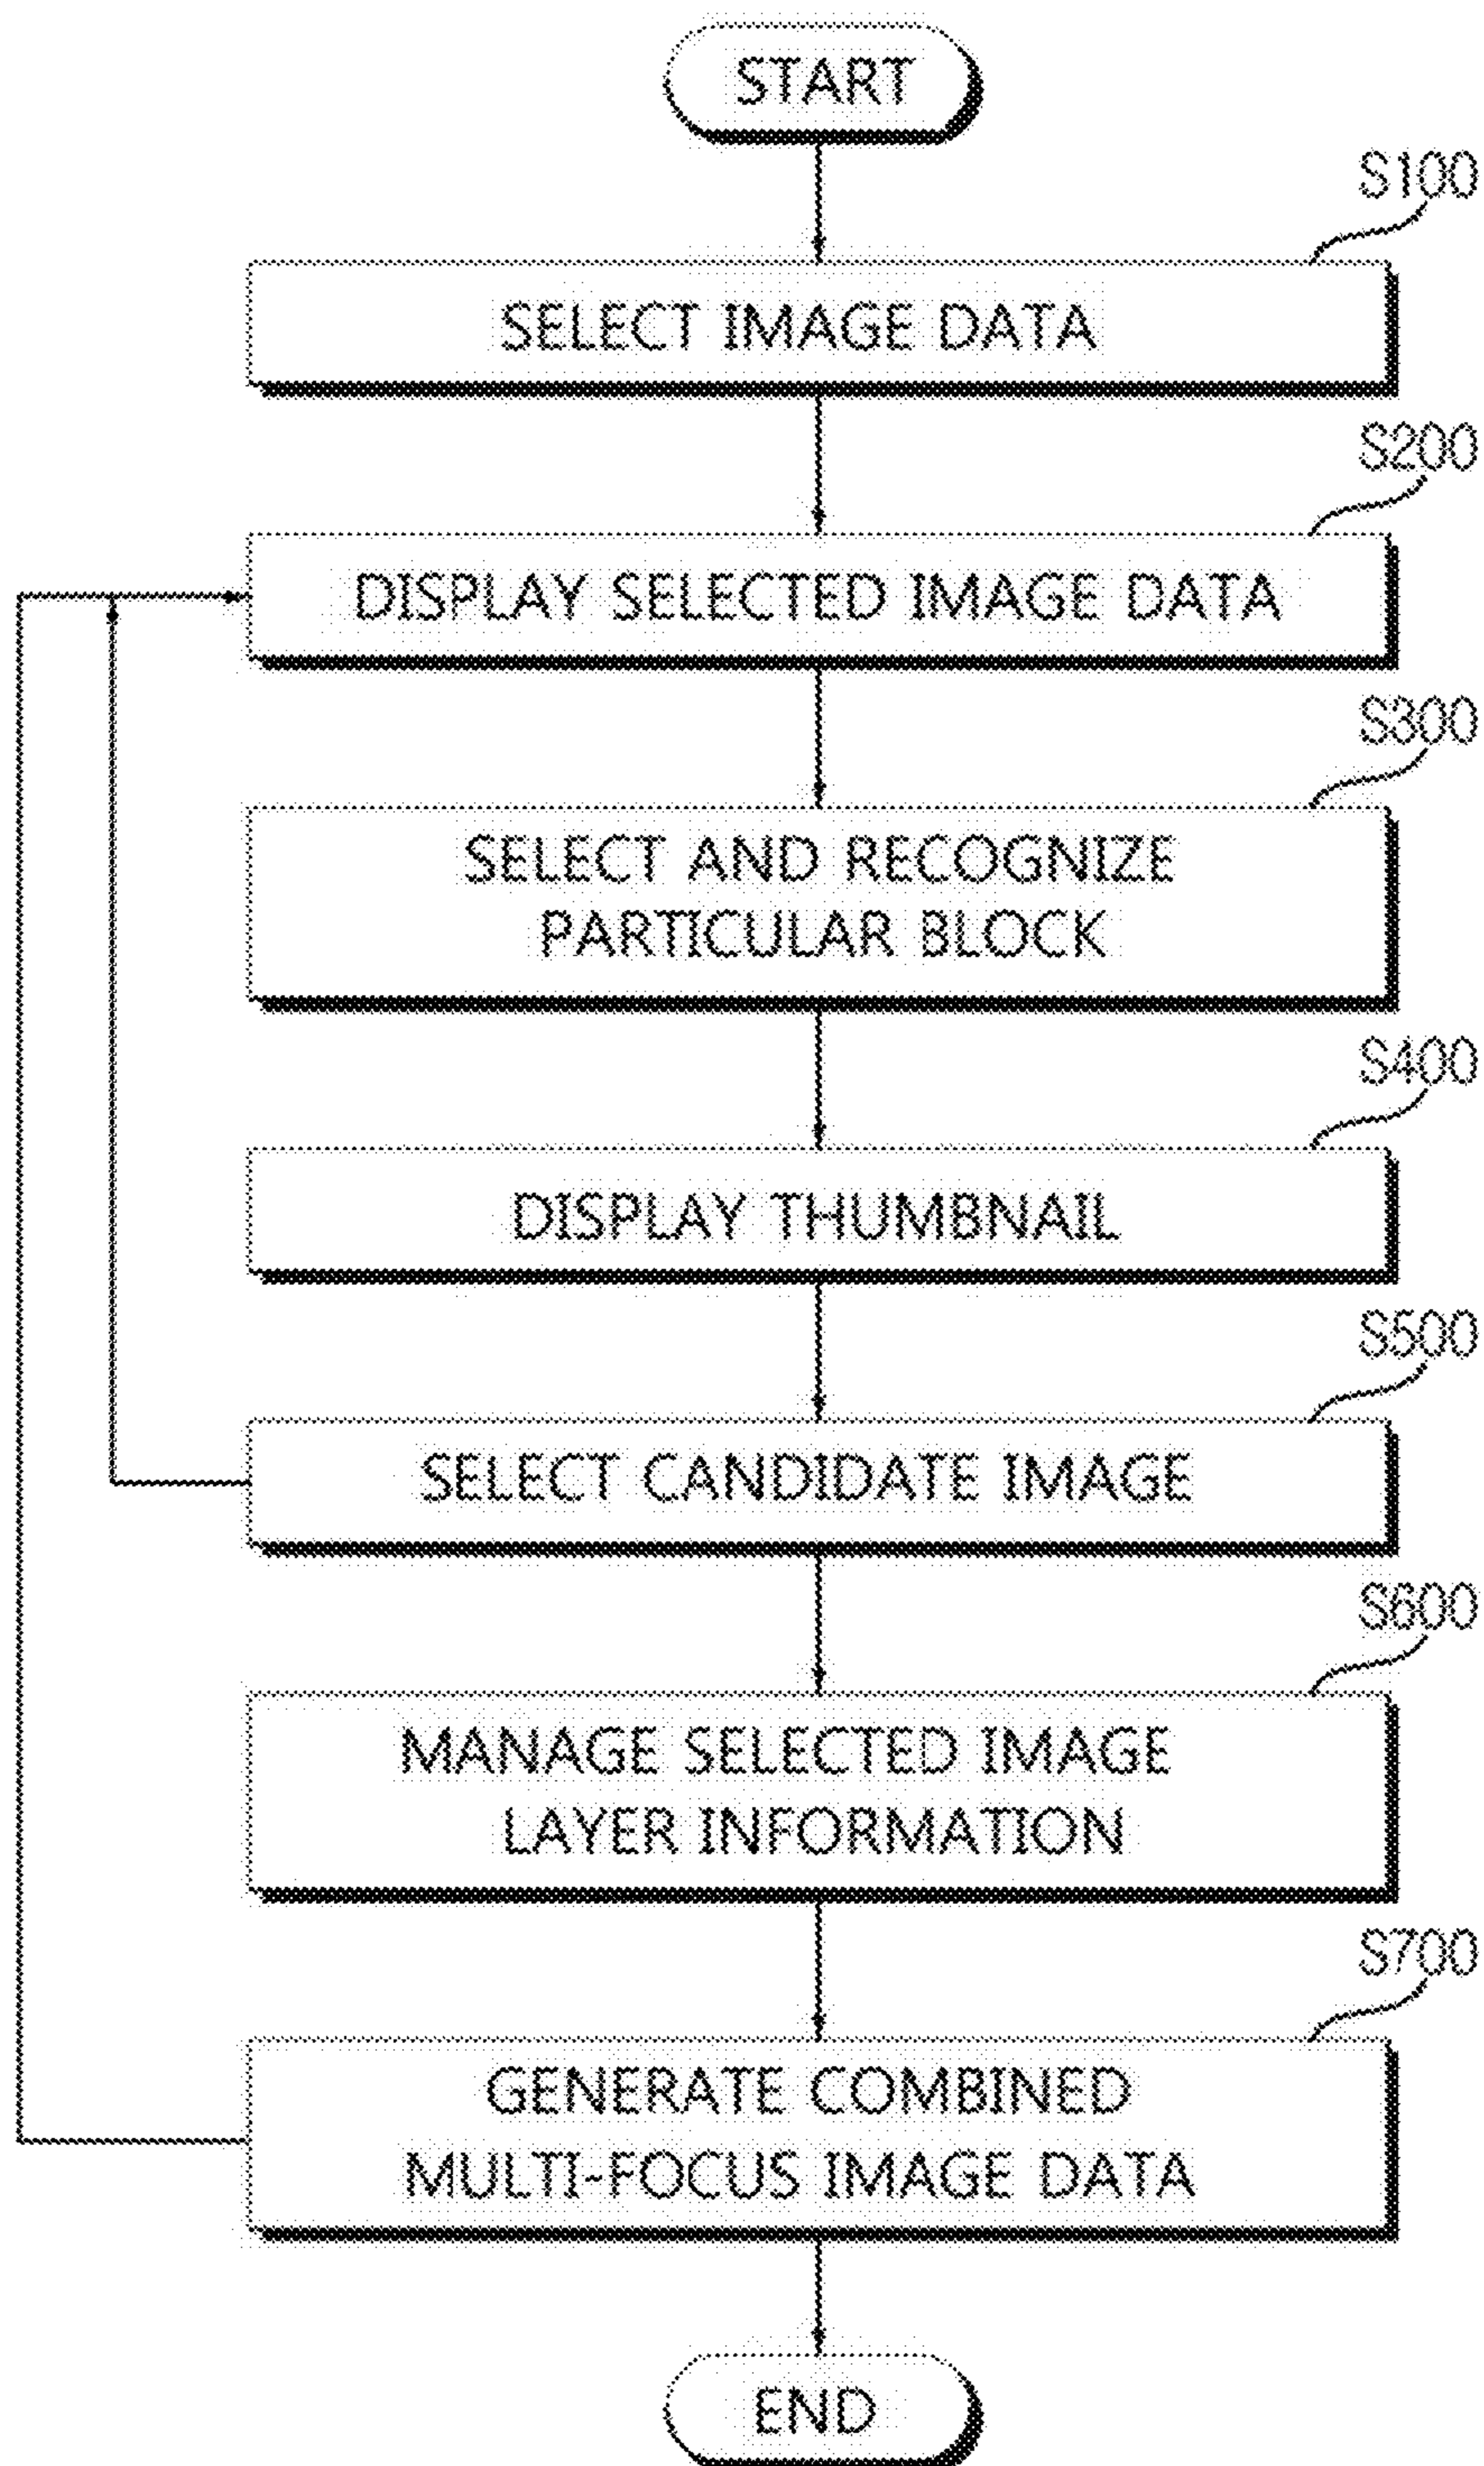 START
S100
SELECT IMAGE DATA
S200
DISPLAY SELECTED IMAGE DATA
S300
SELECT AND RECOGNIZE
PARTICULAR BLOCK
S400
DISPLAY THUMBNAIL
S500
SELECT CANDIDATE IMAGE
S600
MANAGE SELECTED IMAGE
LAYER INFORMATION
S700
GENERATE COMBINED
MULTI-FOCUS IMAGE DATA
END